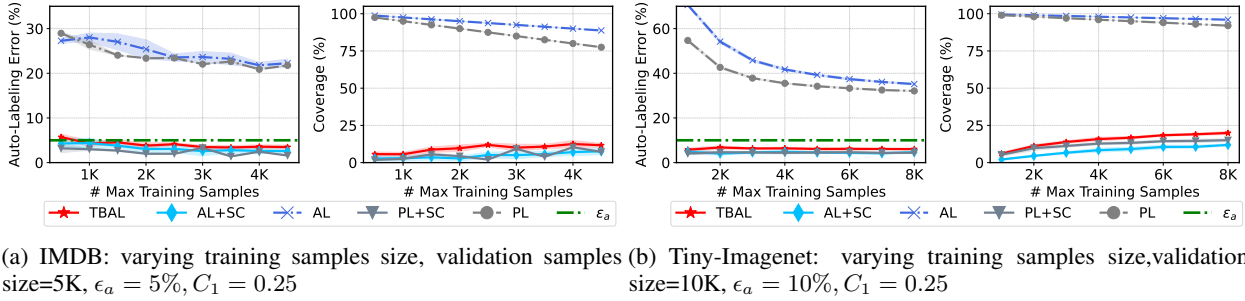 Auto-Labeling Error (%)
30
20
10
0
1K 2K 3K 4K
# Max Training Samples
Coverage (%)
100
75
50
25
0
1K 2K 3K 4K
# Max Training Samples
TBAL AL+SC AL PL+SC PL εₐ
(a) IMDB: varying training samples size, validation samples
size=5K, ϵₐ = 5%, C₁ = 0.25
Auto-Labeling Error (%)
60
40
20
0
2K 4K 6K 8K
# Max Training Samples
Coverage (%)
100
75
50
25
0
2K 4K 6K 8K
# Max Training Samples
TBAL AL+SC AL PL+SC PL εₐ
(b) Tiny-Imagenet: varying training samples size,validation
size=10K, ϵₐ = 10%, C₁ = 0.25